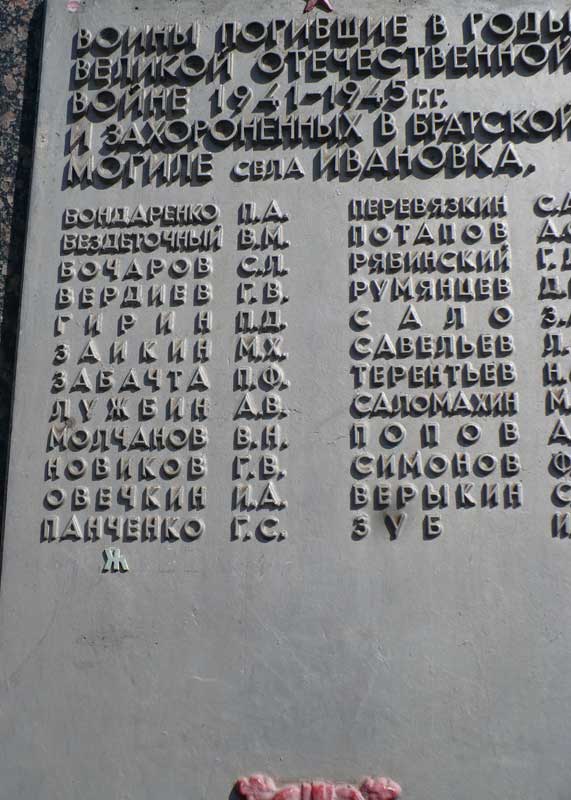 ВОИНЫ ПОГИБШИЕ В ГОДЫ
ВЕЛИКОЙ ОТЕЧЕСТВЕННОЙ
ВОЙНЕ 1941-1945 гг.
И ЗАХОРОНЕННЫХ В БРАТСКОЙ
МОГИЛЕ СЕЛА ИВАНОВКА.
БОНДАРЕНКО П.А.
БЕЗДЕТОЧНЫЙ В.М.
БОЧАРОВ С.Л.
ВЕРДИЕВ Г.В.
ГИРИН П.Д.
ЗАИКИН М.Х.
ЗАБАЧТА П.Ф.
ЛУЖБИН А.В.
МОЛЧАНОВ В.Н.
НОВИКОВ Г.В.
ОВЕЧКИН И.Д.
ПАНЧЕНКО Г.С.
Ж
ПЕРЕВЯЗКИН С.
ПОТАПОВ А.
РЯБИНСКИЙ Г.
РУМЯНЦЕВ Д.
САЛО З.
САВЕЛЬЕВ Л.
ТЕРЕНТЬЕВ Н.
САЛОМАХИН М.
ПОПОВ А
СИМОНОВ Ф
ВЕРЫКИН С
ЗУБ И